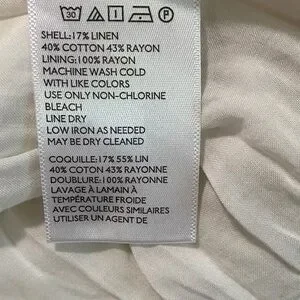 30
P
SHELL:17% LINEN
40% COTTON 43% RAYON
LINING:100% RAYON
MACHINE WASH COLD
WITH LIKE COLORS
USE ONLY NON-CHLORINE
BLEACH
LINE DRY
LOW IRON AS NEEDED
MAY BE DRY CLEANED
COQUILLE:17% 55% LIN
40% COTON 43% RAYONNE
DOUBLURE:100% RAYONNE
LAVAGE À LAMAIN À
TEMPÉRATURE FROIDE
AVEC COULEURS SIMILAIRES
UTILISER UN AGENT DE